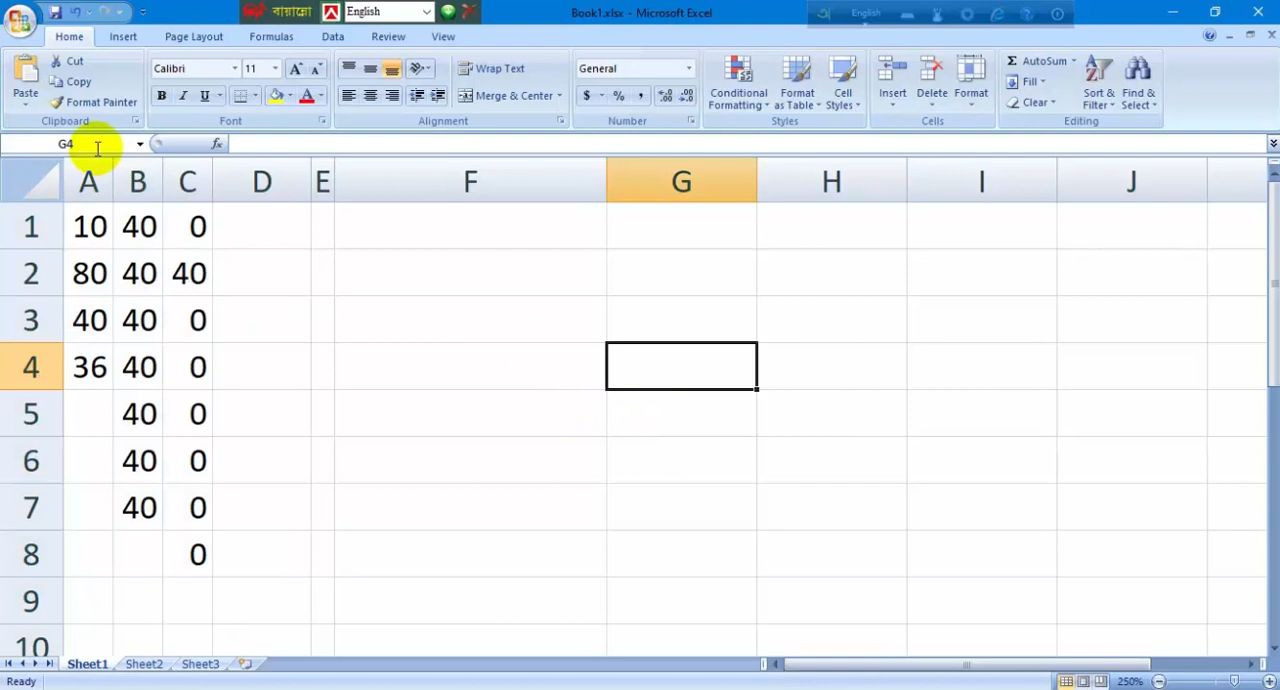 বায়ান্নো English Book1.xlsx - Microsoft Excel English
Home Insert Page Layout Formulas Data Review View
Paste Cut Copy Format Painter Clipboard
Calibri 11 B I U A Font
Wrap Text Merge & Center Alignment
General $ % , Number
Conditional Formatting Format as Table Cell Styles Styles
Insert Delete Format Cells
Σ AutoSum Fill Clear Sort & Filter Find & Select Editing
G4 fx
A B C D E F G H I J
1 10 40 0
2 80 40 40
3 40 40 0
4 36 40 0
5 40 0
6 40 0
7 40 0
8 0
9
10
Sheet1 Sheet2 Sheet3
Ready 250%